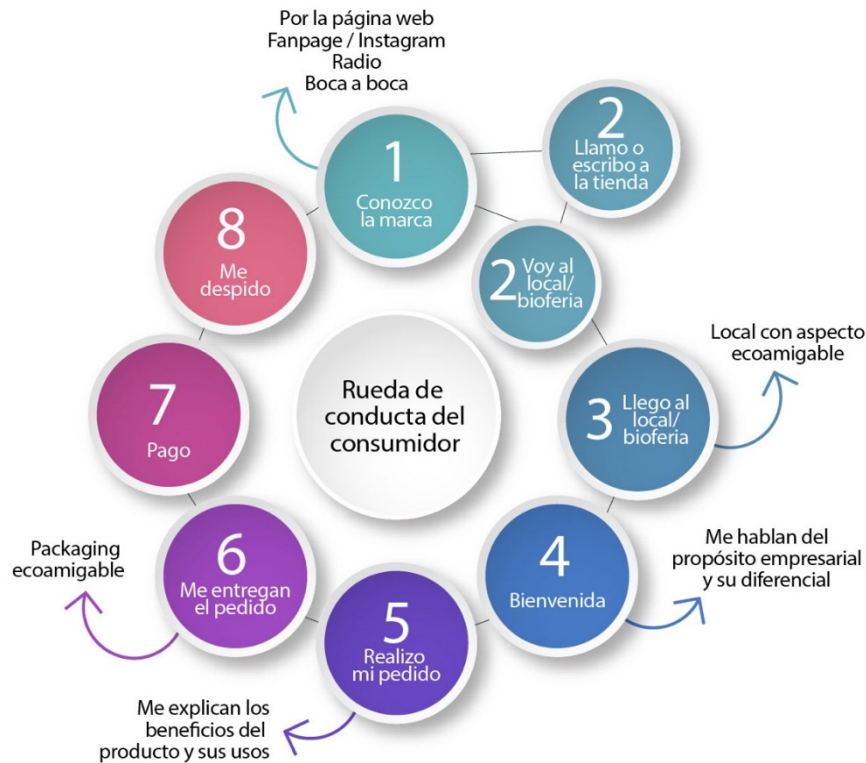 Por la página web
Fanpage / Instagram
Radio
Boca a boca
1
Conozco
la marca
2
Llamo o
escribo a
la tienda
2
Voy al
local/
bioferia
Local con aspecto
ecoamigable
3
Llego al
local/
bioferia
Me hablan del
propósito empresarial
y su diferencial
4
Bienvenida
5
Realizo
mi pedido
Me explican los
beneficios del
producto y sus usos
6
Me entregan
el pedido
Packaging
ecoamigable
7
Pago
8
Me
despido
Rueda de
conducta del
consumidor